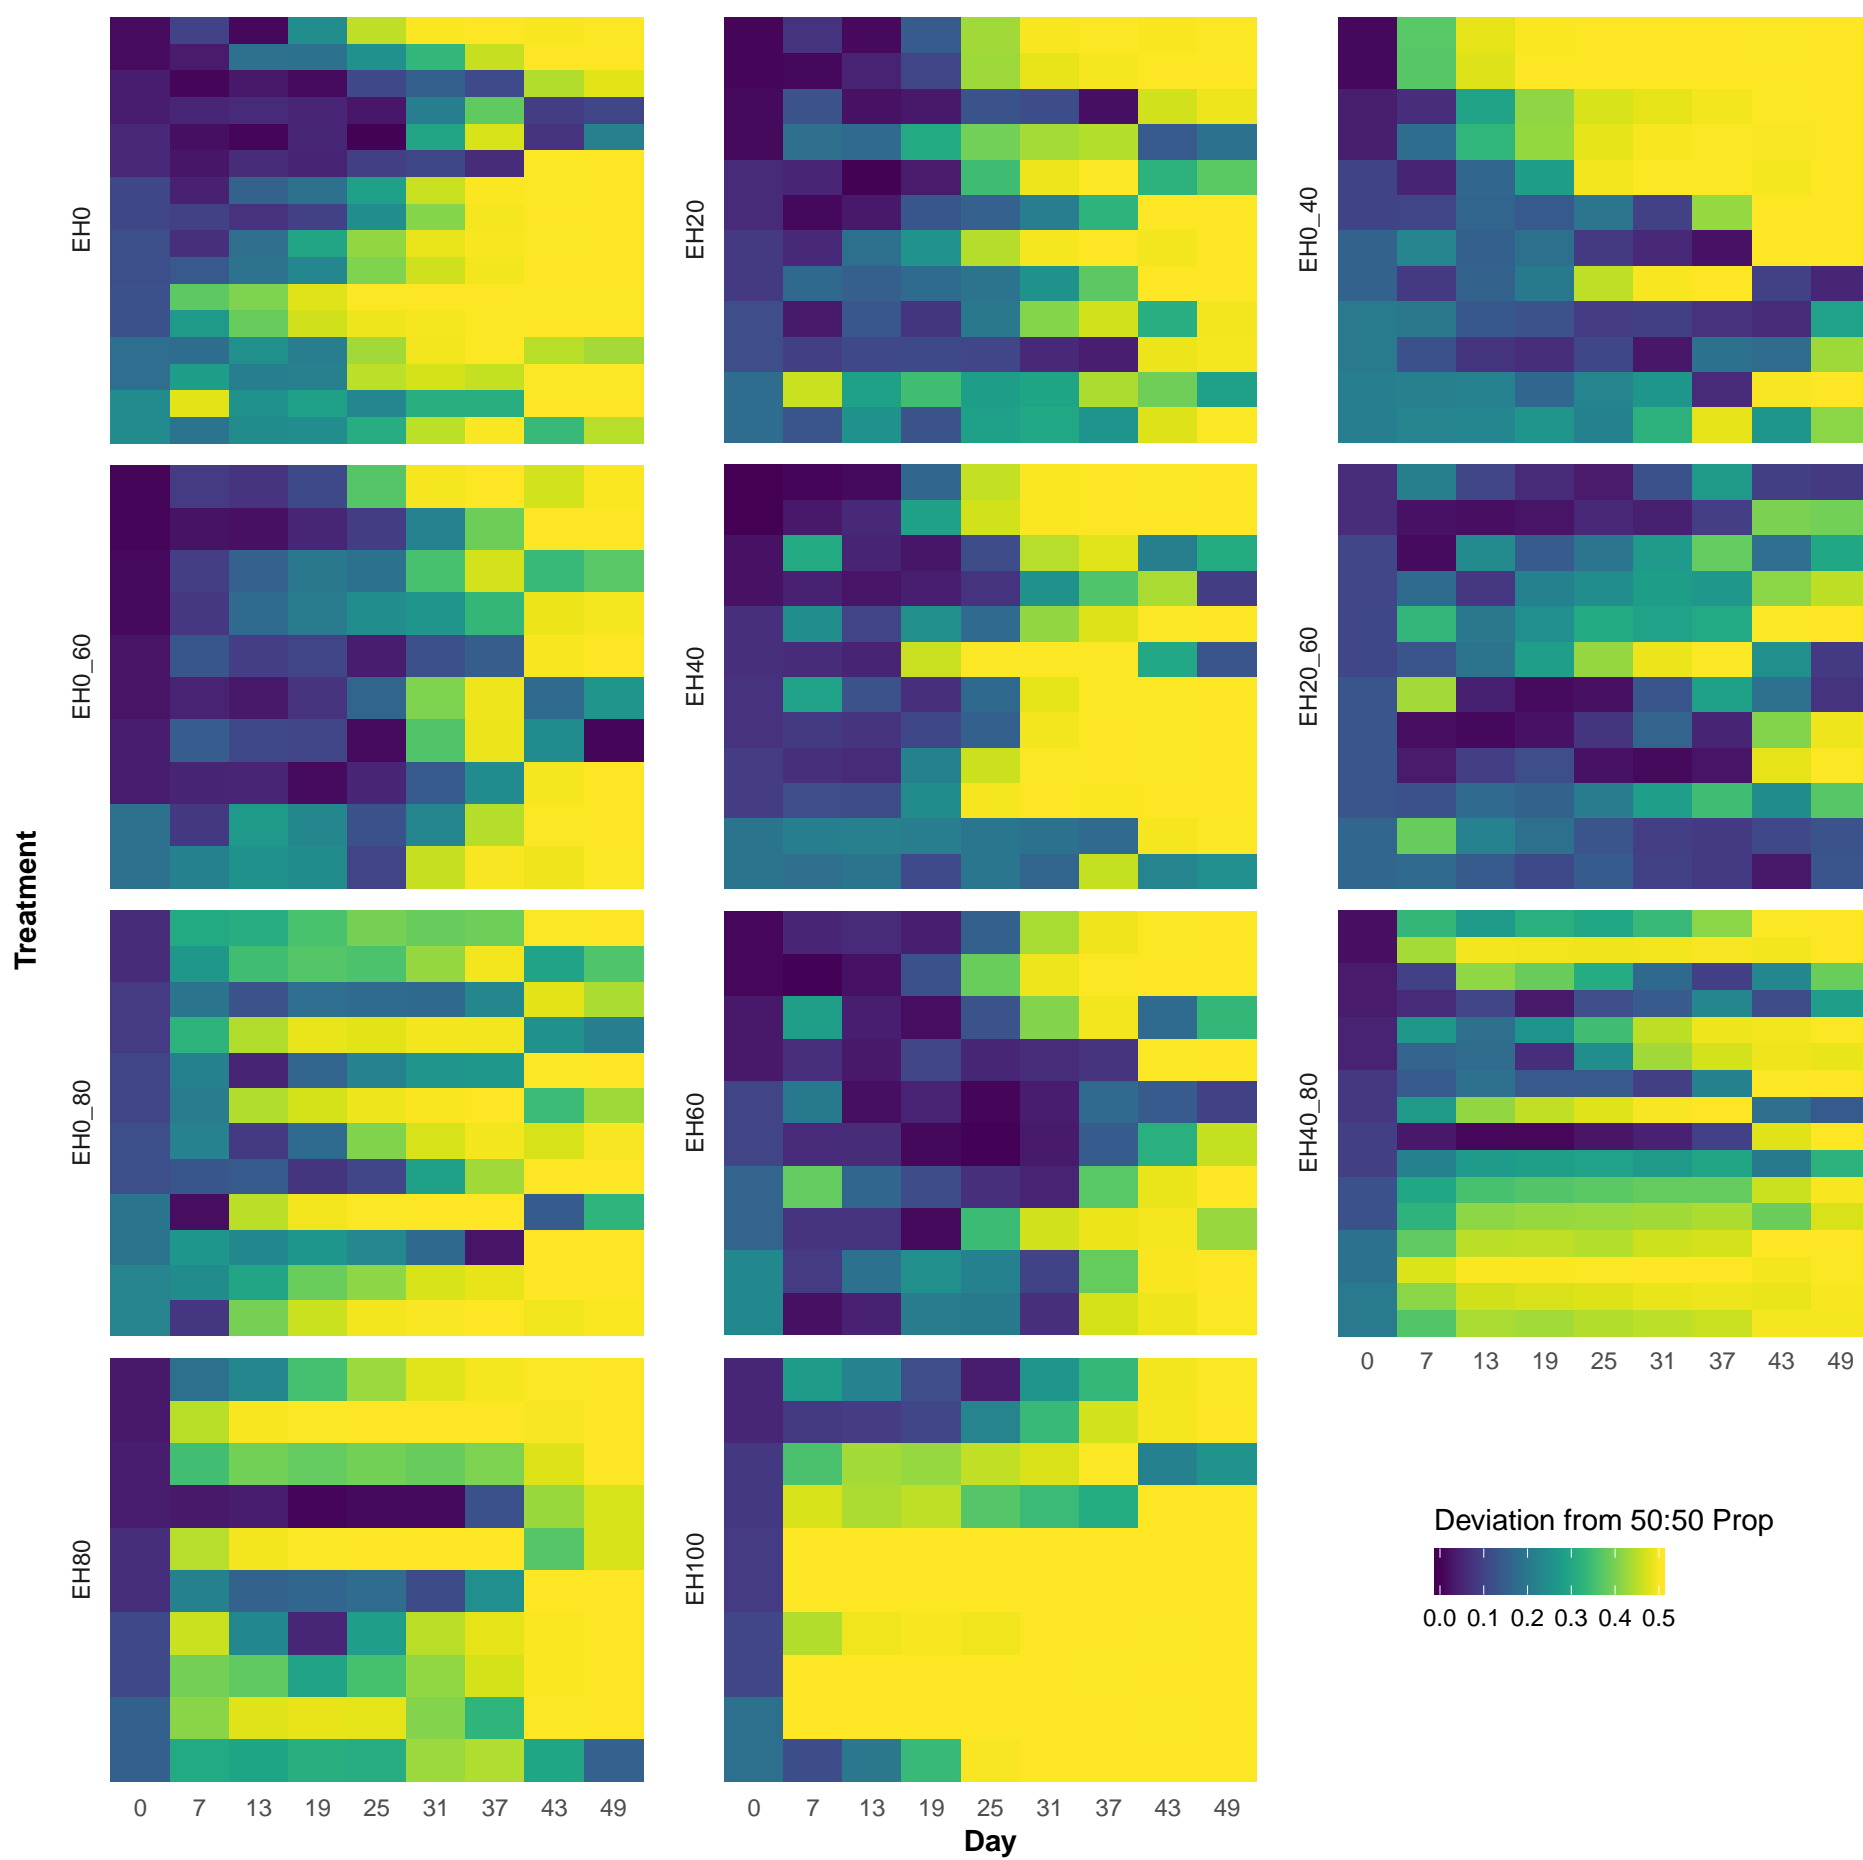 EH0
EH20
EH0_40
EH0_60
EH40
EH20_60
Treatment
EH0_80
EH60
EH40_80
0 7 13 19 25 31 37 43 49
EH80
EH100
Deviation from 50:50 Prop
0.0 0.1 0.2 0.3 0.4 0.5
0 7 13 19 25 31 37 43 49
0 7 13 19 25 31 37 43 49
Day